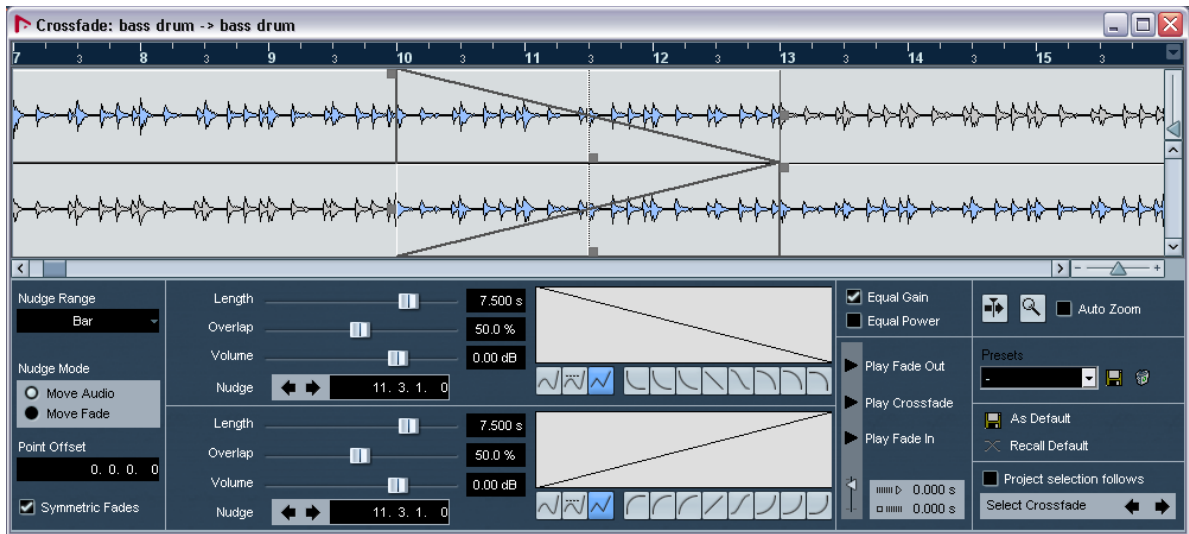 Crossfade: bass drum -> bass drum
7 3 8 3 9 3 10 3 11 3 12 3 13 3 14 3 15 3
Nudge Range
Bar
Nudge Mode
Move Audio
Move Fade
Point Offset
0. 0. 0. 0
Symmetric Fades
Length 7.500 s
Overlap 50.0 %
Volume 0.00 dB
Nudge 11. 3. 1. 0
Length 7.500 s
Overlap 50.0 %
Volume 0.00 dB
Nudge 11. 3. 1. 0
Equal Gain
Equal Power
Play Fade Out
Play Crossfade
Play Fade In
0.000 s
0.000 s
Auto Zoom
Presets
-
As Default
Recall Default
Project selection follows
Select Crossfade